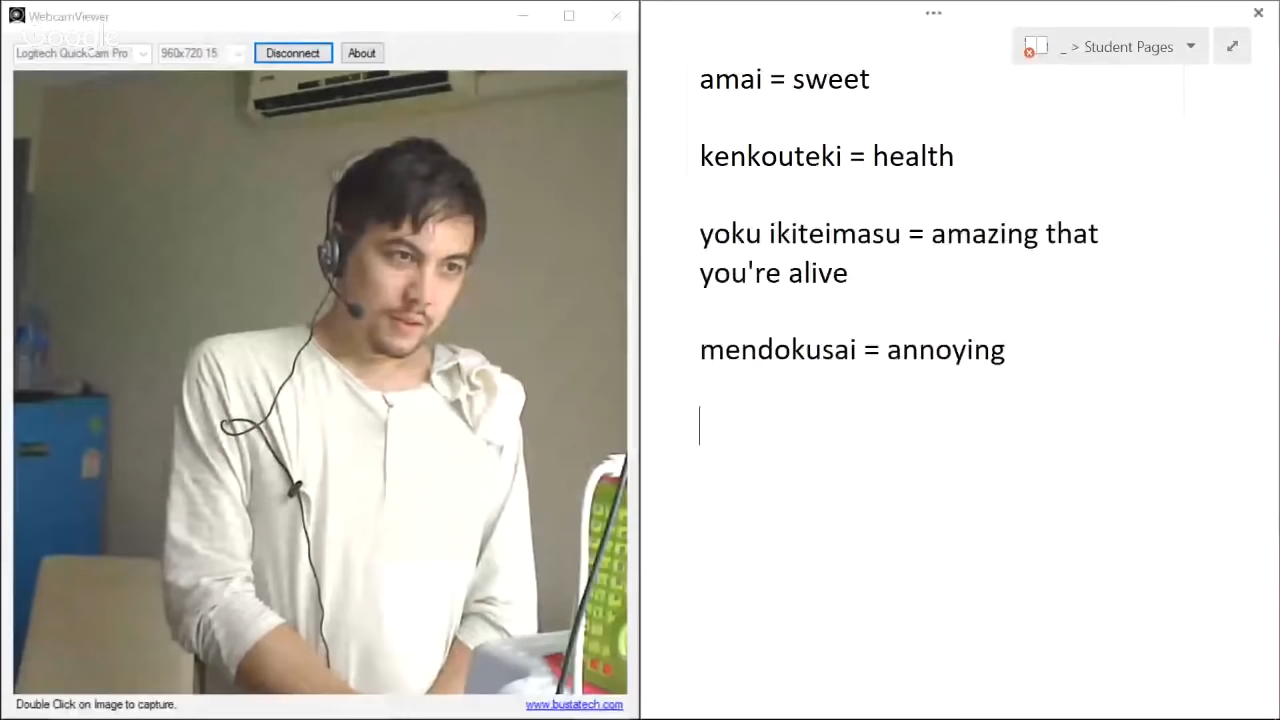 WebcamViewer
Google
Logitech QuickCam Pro
960x720 15
Disconnect
About
Double Click on Image to capture.
www.bustatech.com
_ > Student Pages
amai = sweet
kenkouteki = health
yoku ikiteimasu = amazing that
you're alive
mendokusai = annoying